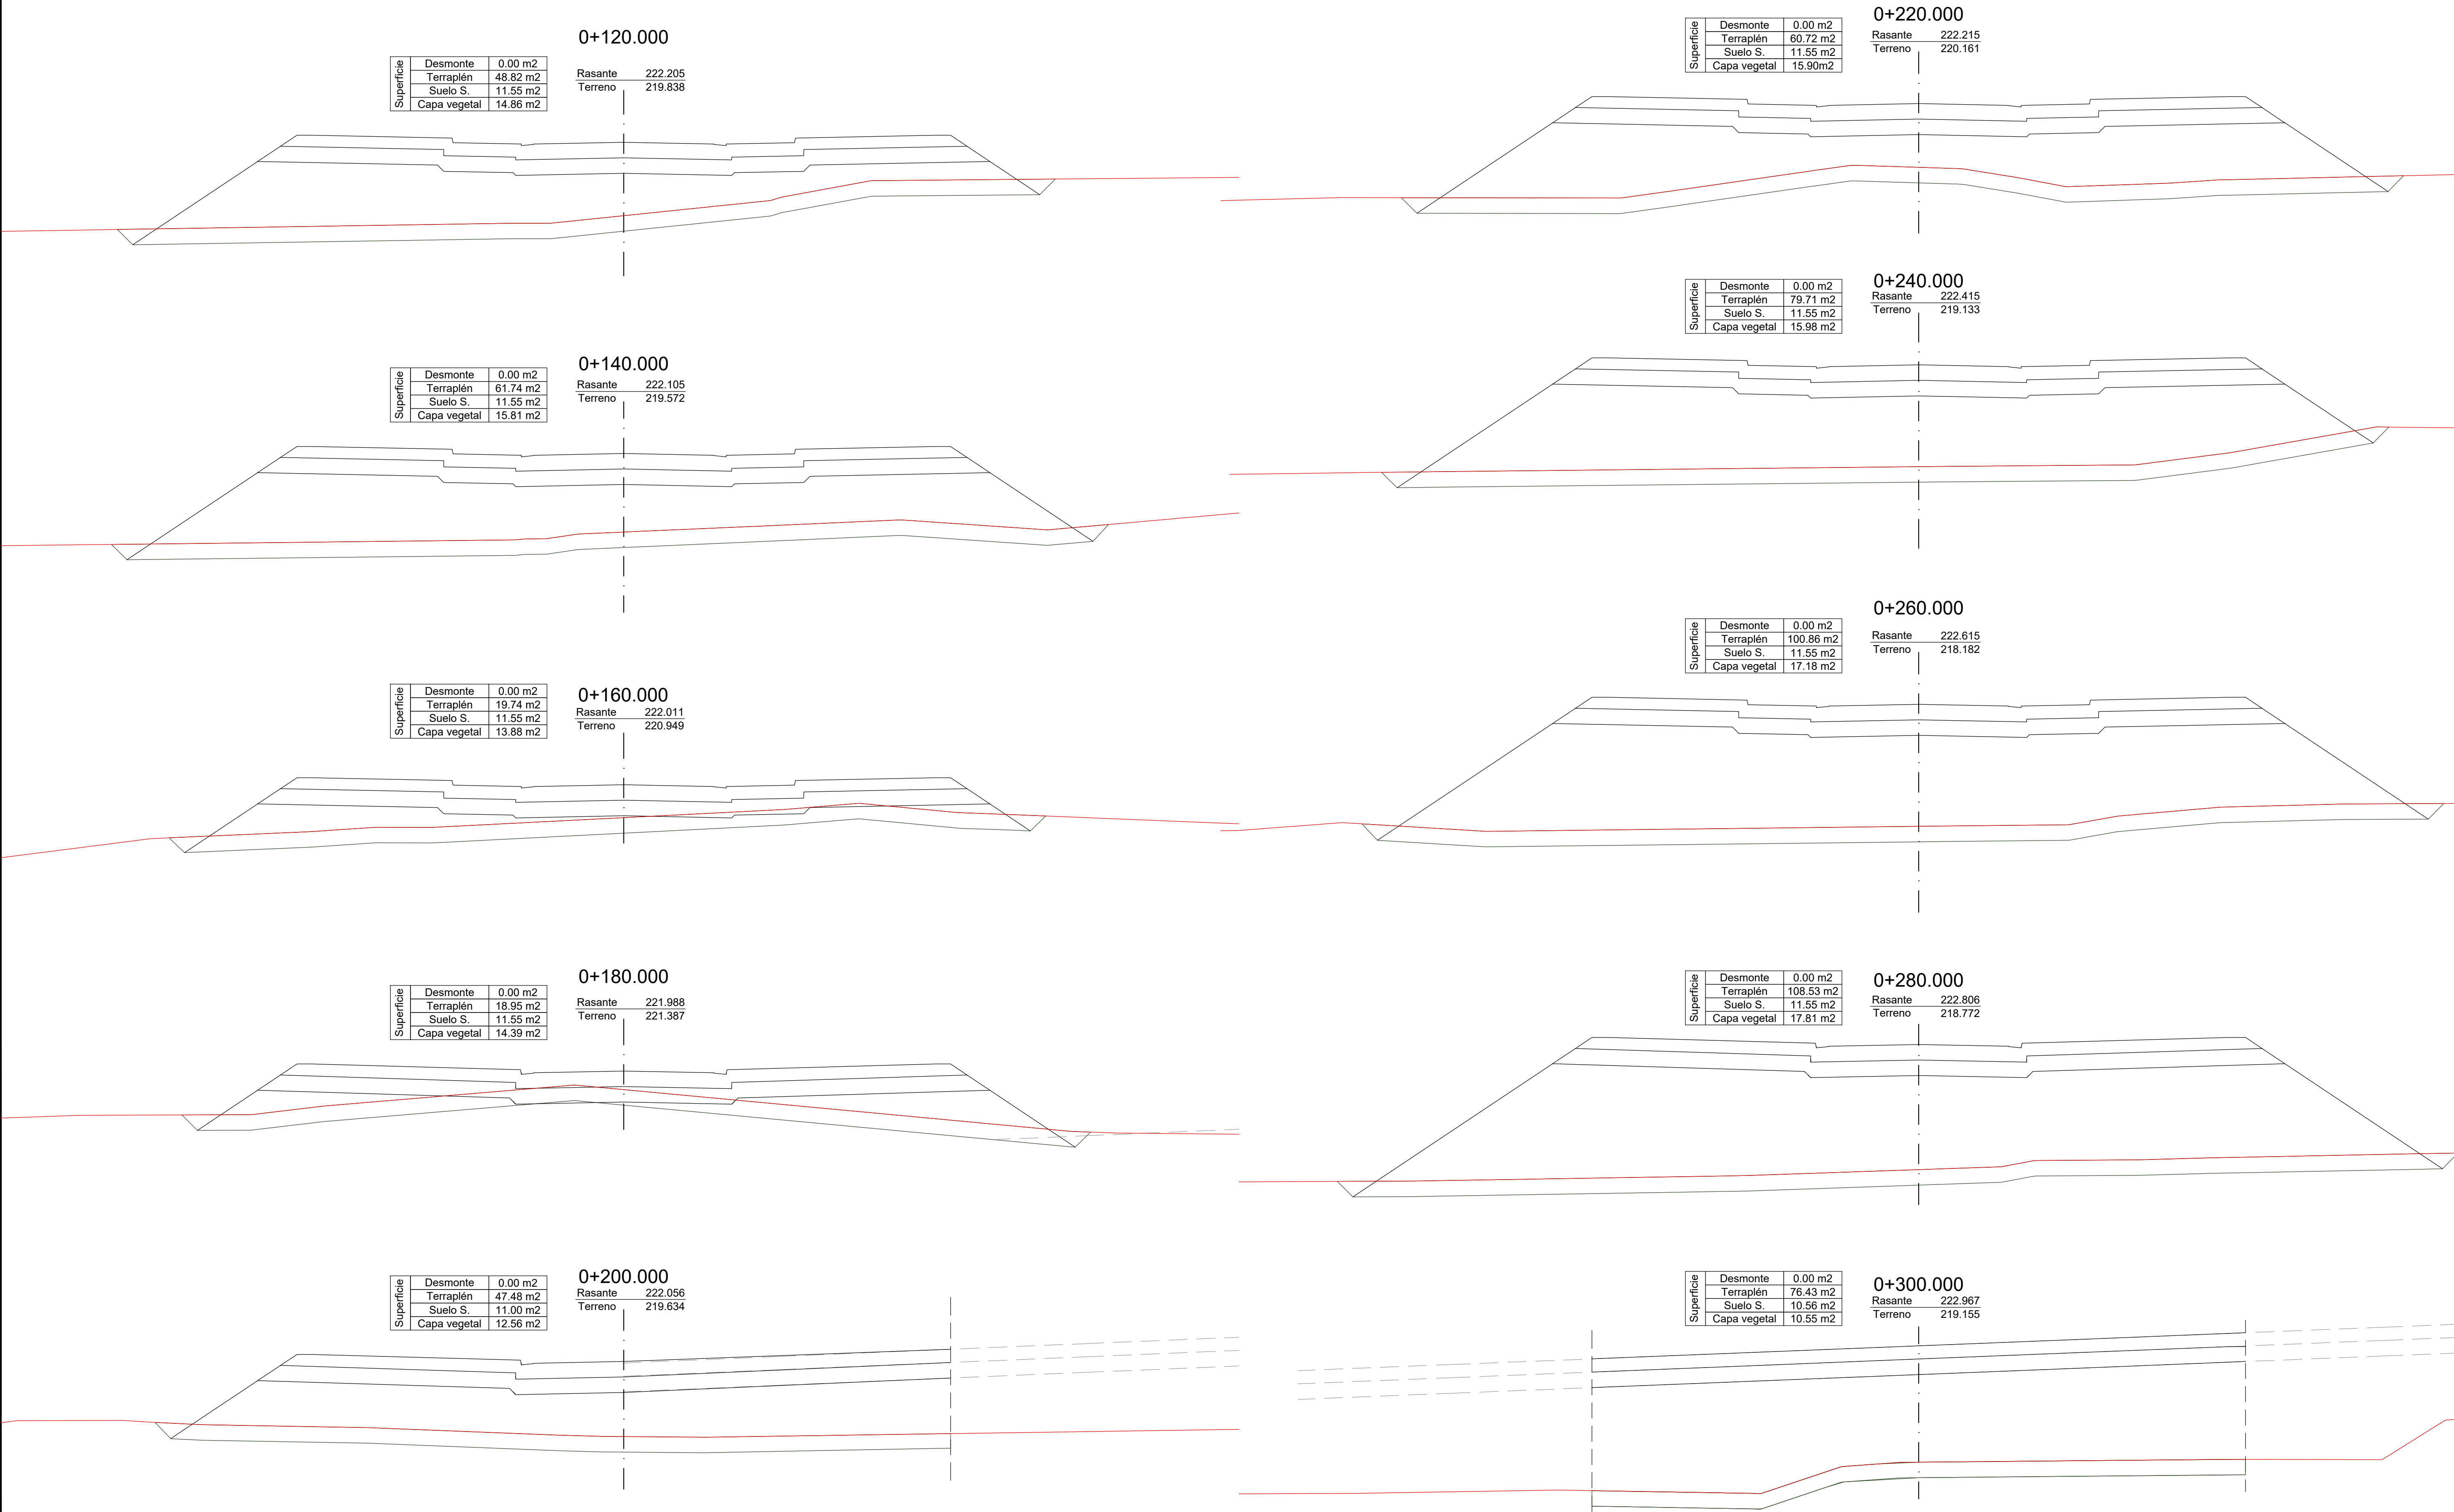 0+120.000
Superficie
Desmonte 0.00 m2
Terraplén 48.82 m2
Suelo S. 11.55 m2
Capa vegetal 14.86 m2
Rasante 222.205
Terreno 219.838
0+140.000
Superficie
Desmonte 0.00 m2
Terraplén 61.74 m2
Suelo S. 11.55 m2
Capa vegetal 15.81 m2
Rasante 222.105
Terreno 219.572
0+160.000
Superficie
Desmonte 0.00 m2
Terraplén 19.74 m2
Suelo S. 11.55 m2
Capa vegetal 13.88 m2
Rasante 222.011
Terreno 220.949
0+180.000
Superficie
Desmonte 0.00 m2
Terraplén 18.95 m2
Suelo S. 11.55 m2
Capa vegetal 14.39 m2
Rasante 221.988
Terreno 221.387
0+200.000
Superficie
Desmonte 0.00 m2
Terraplén 47.48 m2
Suelo S. 11.00 m2
Capa vegetal 12.56 m2
Rasante 222.056
Terreno 219.634
0+220.000
Superficie
Desmonte 0.00 m2
Terraplén 60.72 m2
Suelo S. 11.55 m2
Capa vegetal 15.90m2
Rasante 222.215
Terreno 220.161
0+240.000
Superficie
Desmonte 0.00 m2
Terraplén 79.71 m2
Suelo S. 11.55 m2
Capa vegetal 15.98 m2
Rasante 222.415
Terreno 219.133
0+260.000
Superficie
Desmonte 0.00 m2
Terraplén 100.86 m2
Suelo S. 11.55 m2
Capa vegetal 17.18 m2
Rasante 222.615
Terreno 218.182
0+280.000
Superficie
Desmonte 0.00 m2
Terraplén 108.53 m2
Suelo S. 11.55 m2
Capa vegetal 17.81 m2
Rasante 222.806
Terreno 218.772
0+300.000
Superficie
Desmonte 0.00 m2
Terraplén 76.43 m2
Suelo S. 10.56 m2
Capa vegetal 10.55 m2
Rasante 222.967
Terreno 219.155